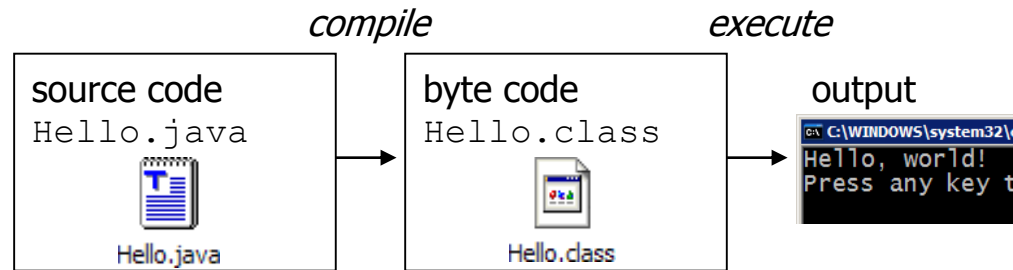 compile
execute
source code
Hello.java
Hello.java
byte code
Hello.class
Hello.class
output
C:\WINDOWS\system32\
Hello, world!
Press any key t